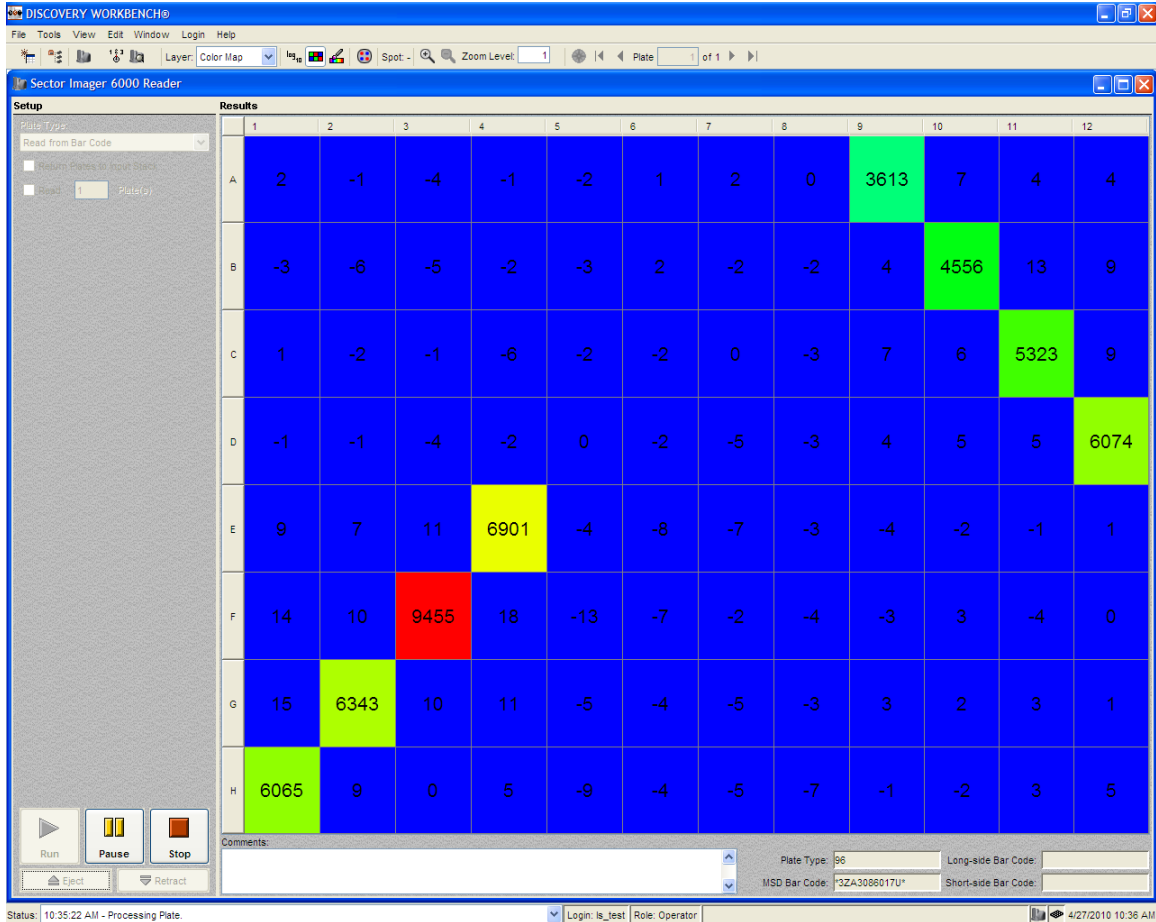 DISCOVERY WORKBENCH®
File Tools View Edit Window Login Help
Layer: Color Map log10 Spot: - Zoom Level: 1 Plate 1 of 1
Sector Imager 6000 Reader
Setup Results
Plate Type:
Read from Bar Code
Return Plates to Input Stack
Read 1 Plate(s)
1 2 3 4 5 6 7 8 9 10 11 12
A 2 -1 -4 -1 -2 1 2 0 3613 7 4 4
B -3 -6 -5 -2 -3 2 -2 -2 4 4556 13 9
C 1 -2 -1 -6 -2 -2 0 -3 7 6 5323 9
D -1 -1 -4 -2 0 -2 -5 -3 4 5 5 6074
E 9 7 11 6901 -4 -8 -7 -3 -4 -2 -1 1
F 14 10 9455 18 -13 -7 -2 -4 -3 3 -4 0
G 15 6343 10 11 -5 -4 -5 -3 3 2 3 1
H 6065 9 0 5 -9 -4 -5 -7 -1 -2 3 5
Run Pause Stop
Eject Retract
Comments:
Plate Type: 96 Long-side Bar Code:
MSD Bar Code: *3ZA3086017U* Short-side Bar Code:
Status: 10:35:22 AM - Processing Plate. Login: ls_test Role: Operator 4/27/2010 10:36 AM